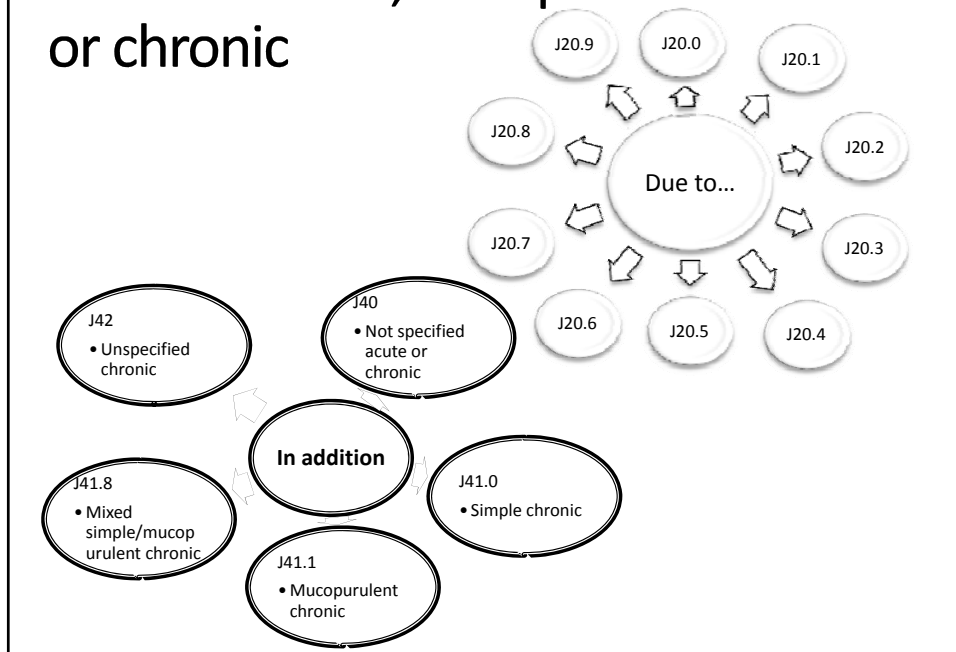 or chronic
J20.9
J20.0
J20.1
J20.8
J20.2
Due to...
J20.7
J20.3
J20.6
J20.5
J20.4
J42
• Unspecified
chronic
J40
• Not specified
acute or
chronic
In addition
J41.8
• Mixed
simple/mucop
urulent chronic
J41.0
• Simple chronic
J41.1
• Mucopurulent
chronic